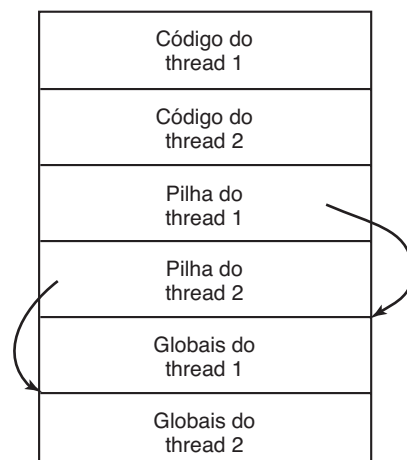 Código do
thread 1
Código do
thread 2
Pilha do
thread 1
Pilha do
thread 2
Globais do
thread 1
Globais do
thread 2